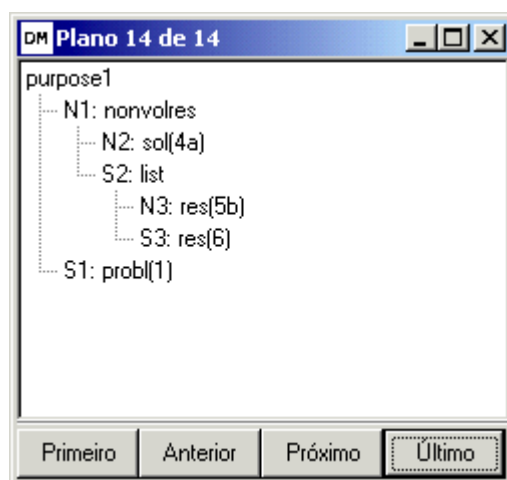 DM Plano 14 de 14
purpose1
N1: nonvolres
N2: sol(4a)
S2: list
N3: res(5b)
S3: res(6)
S1: probl(1)
Primeiro Anterior Próximo Último